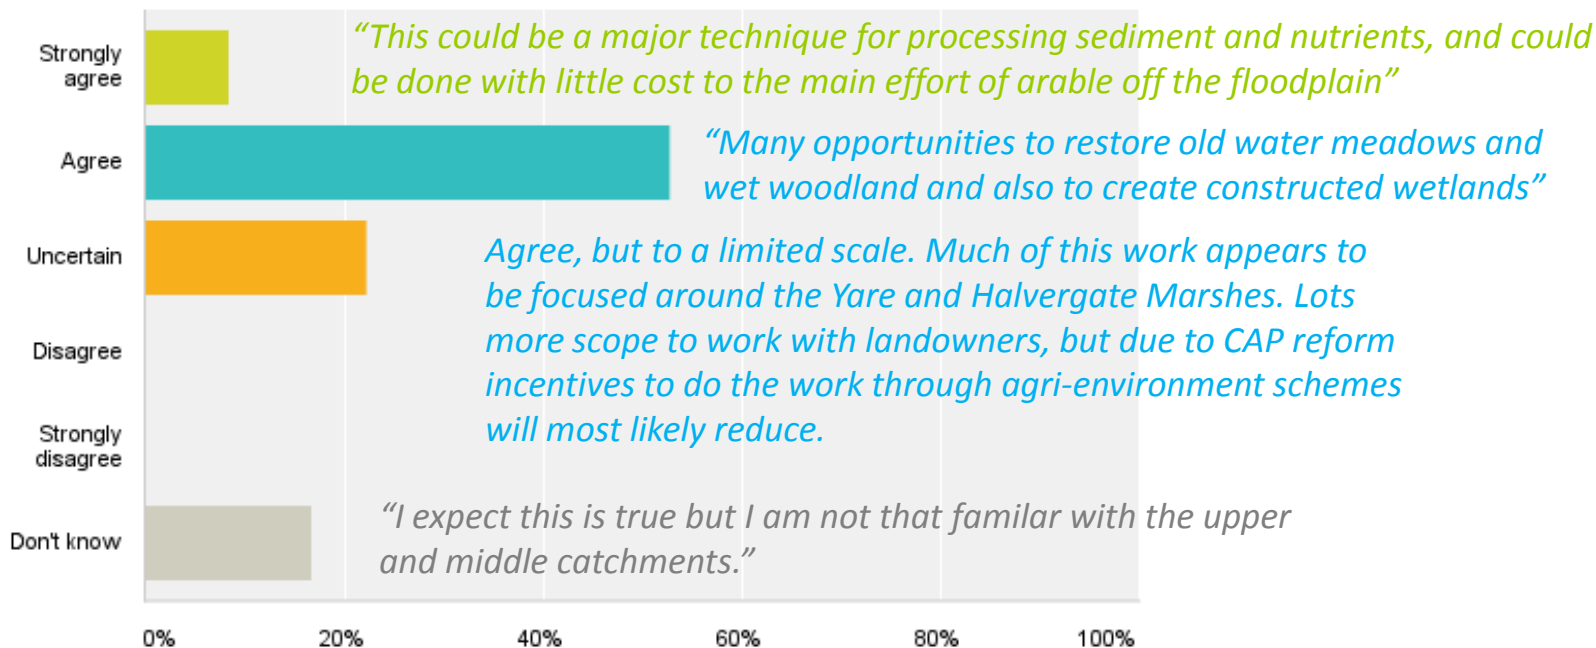 Strongly
agree
“This could be a major technique for processing sediment and nutrients, and could
be done with little cost to the main effort of arable off the floodplain”
Agree
“Many opportunities to restore old water meadows and
wet woodland and also to create constructed wetlands”
Uncertain
Agree, but to a limited scale. Much of this work appears to
be focused around the Yare and Halvergate Marshes. Lots
more scope to work with landowners, but due to CAP reform
incentives to do the work through agri-environment schemes
will most likely reduce.
Disagree
Strongly
disagree
Don't know
“I expect this is true but I am not that familar with the upper
and middle catchments.”
0% 20% 40% 60% 80% 100%